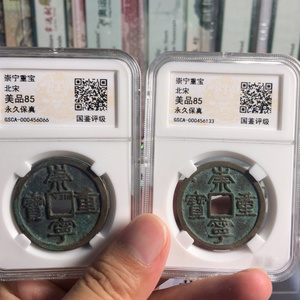 崇宁重宝
北宋
美品85
永久保真
GSCA-000456066
国鉴评级
崇宁重宝
北宋
美品85
永久保真
GSCA-000456133
国鉴评级
崇
寶重
寧
崇
寶重
寧